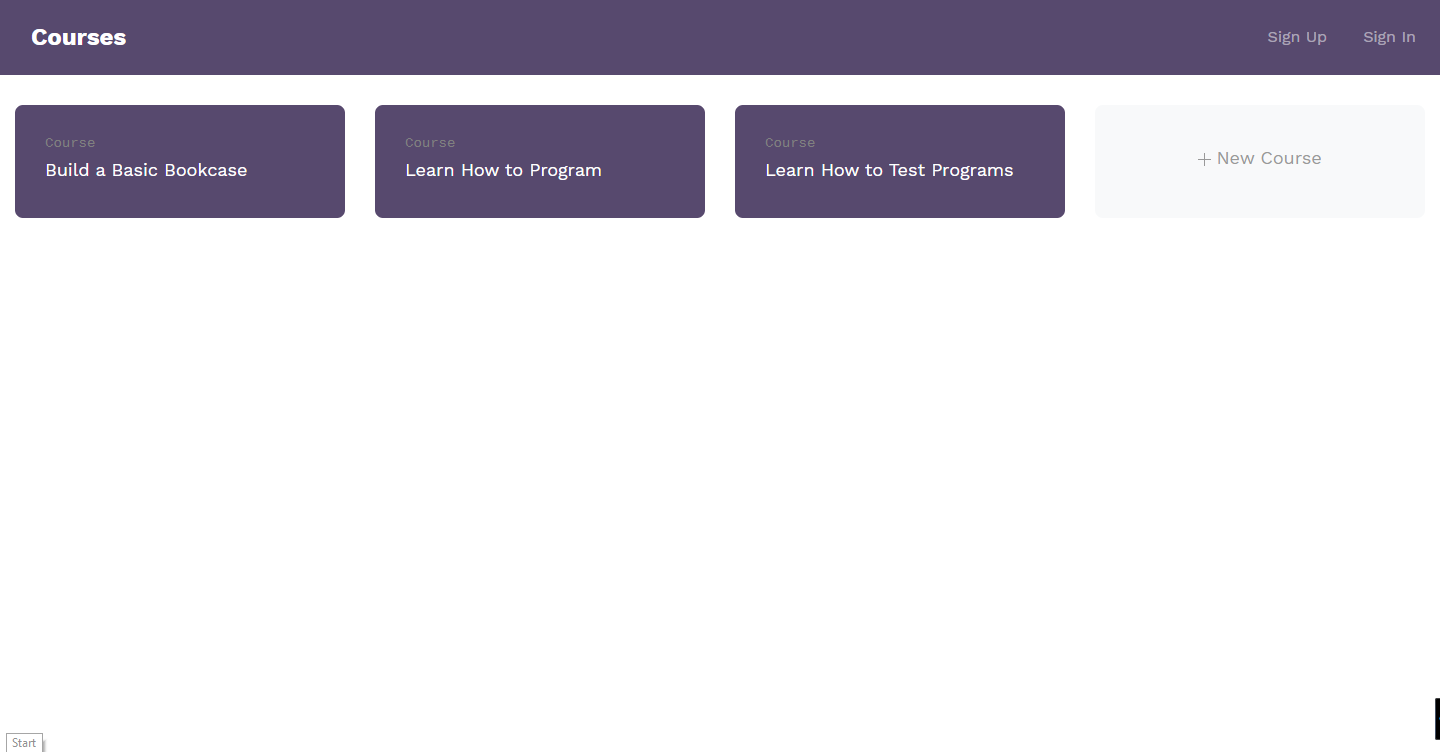 Courses
Sign Up
Sign In
Course
Build a Basic Bookcase
Course
Learn How to Program
Course
Learn How to Test Programs
+ New Course
Start